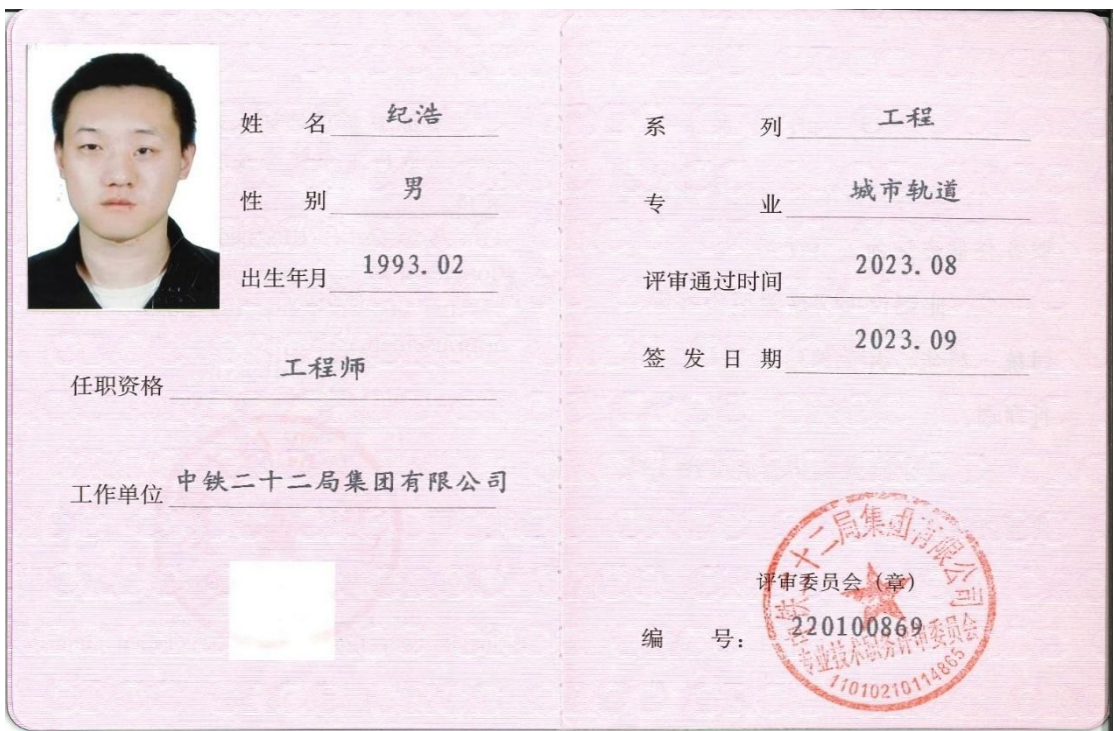 姓 名 纪浩
性 别 男
出生年月 1993.02
任职资格 工程师
工作单位 中铁二十二局集团有限公司
系 列 工程
专 业 城市轨道
评审通过时间 2023.08
签发日期 2023.09
评审委员会（章）
编 号： 220100869
中铁二十二局集团有限公司
专业技术职务评审委员会
11010210114865